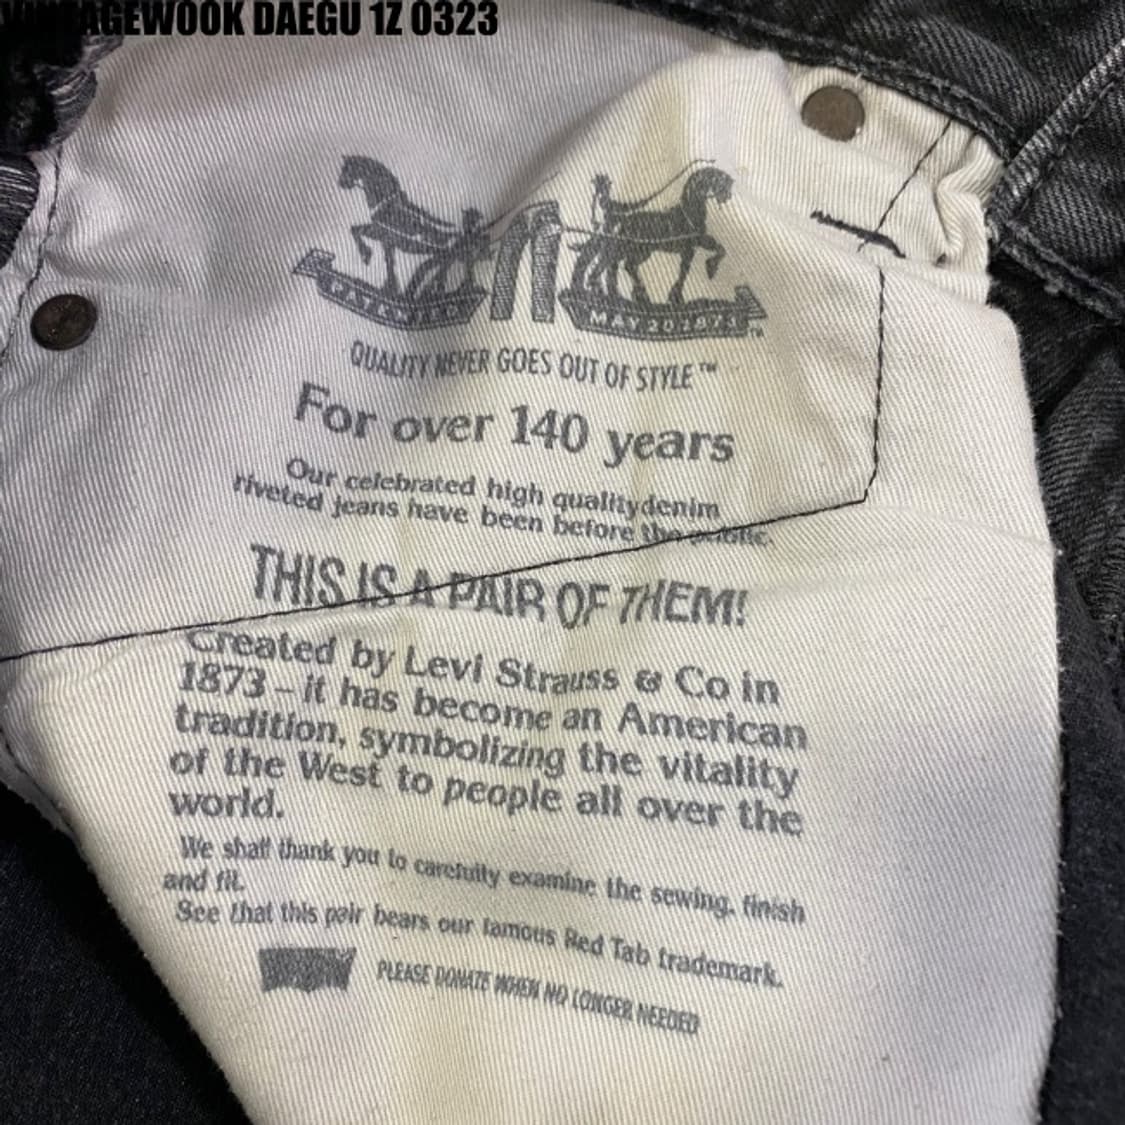 VINTAGEWOOK DAEGU 1Z 0323
PATENTED
MAY 20 1873 TM
QUALITY NEVER GOES OUT OF STYLE™
For over 140 years
Our celebrated high qualitydenim
riveted jeans have been before the public.
THIS IS A PAIR OF THEM!
Created by Levi Strauss & Co in
1873 – it has become an American
tradition, symbolizing the vitality
of the West to people all over the
world.
We shall thank you to carefully examine the sewing, finish
and fit.
See that this pair bears our famous Red Tab trademark.
PLEASE DONATE WHEN NO LONGER NEEDED